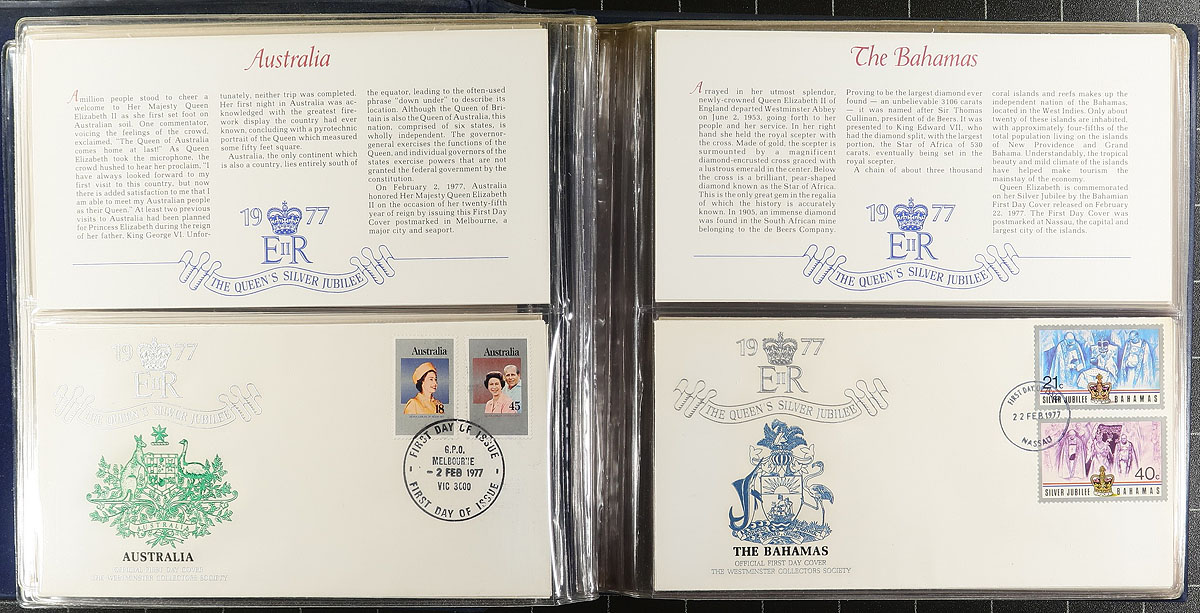 Australia
A million people stood to cheer a
welcome to Her Majesty Queen
Elizabeth II as she first set foot on
Australian soil. One commentator,
voicing the feelings of the crowd,
exclaimed, "The Queen of Australia
comes home at last!" As Queen
Elizabeth took the microphone, the
crowd hushed to hear her proclaim, "I
have always looked forward to my
first visit to this country, but now
there is added satisfaction to me that I
am able to meet my Australian people
as their Queen." At least two previous
visits to Australia had been planned
for Princess Elizabeth during the reign
of her father, King George VI. Unfor-
tunately, neither trip was completed.
Her first night in Australia was ac-
knowledged with the greatest fire-
work display the country had ever
known, concluding with a pyrotechnic
portrait of the Queen which measured
some fifty feet square.
Australia, the only continent which
is also a country, lies entirely south of
the equator, leading to the often-used
phrase "down under" to describe its
location. Although the Queen of Bri-
tain is also the Queen of Australia, this
nation, comprised of six states, is
wholly independent. The governor-
general exercises the functions of the
Queen, and individual governors of the
states exercise powers that are not
granted the federal government by the
constitution.
On February 2, 1977, Australia
honored Her Majesty Queen Elizabeth
II on the occasion of her twenty-fifth
year of reign by issuing this First Day
Cover postmarked in Melbourne, a
major city and seaport.
1977
EIIR
THE QUEEN'S SILVER JUBILEE
The Bahamas
Arrayed in her utmost splendor,
newly-crowned Queen Elizabeth II of
England departed Westminster Abbey
on June 2, 1953, going forth to her
people and her service. In her right
hand she held the royal scepter with
the cross. Made of gold, the scepter is
surmounted by a magnificent
diamond-encrusted cross graced with
a lustrous emerald in the center. Below
the cross is a brilliant, pear-shaped
diamond known as the Star of Africa.
This is the only great gem in the regalia
of which the history is accurately
known. In 1905, an immense diamond
was found in the South African mine
belonging to the de Beers Company.
Proving to be the largest diamond ever
found — an unbelievable 3106 carats
— it was named after Sir Thomas
Cullinan, president of de Beers. It was
presented to King Edward VII, who
had the diamond split, with the largest
portion, the Star of Africa of 530
carats, eventually being set in the
royal scepter.
A chain of about three thousand
coral islands and reefs makes up the
independent nation of the Bahamas,
located in the West Indies. Only about
twenty of these islands are inhabited,
with approximately four-fifths of the
total population living on the islands
of New Providence and Grand
Bahama. Understandably, the tropical
beauty and mild climate of the islands
have helped make tourism the
mainstay of the economy.
Queen Elizabeth is commemorated
on her Silver Jubilee by the Bahamian
First Day Cover released on February
22, 1977. The First Day Cover was
postmarked at Nassau, the capital and
largest city of the islands.
1977
EIIR
THE QUEEN'S SILVER JUBILEE
1977
EIIR
THE QUEEN'S SILVER JUBILEE
AUSTRALIA
AUSTRALIA
OFFICIAL FIRST DAY COVER
THE WESTMINSTER COLLECTORS SOCIETY
Australia
18
Australia
45
FIRST DAY OF ISSUE
G.P.O.
MELBOURNE
- 2 FEB 1977
VIC 3000
FIRST DAY OF ISSUE
1977
EIIR
THE QUEEN'S SILVER JUBILEE
THE BAHAMAS
OFFICIAL FIRST DAY COVER
THE WESTMINSTER COLLECTORS SOCIETY
21c
SILVER JUBILEE BAHAMAS
FIRST DAY
22 FEB 1977
NASSAU
40c
SILVER JUBILEE BAHAMAS